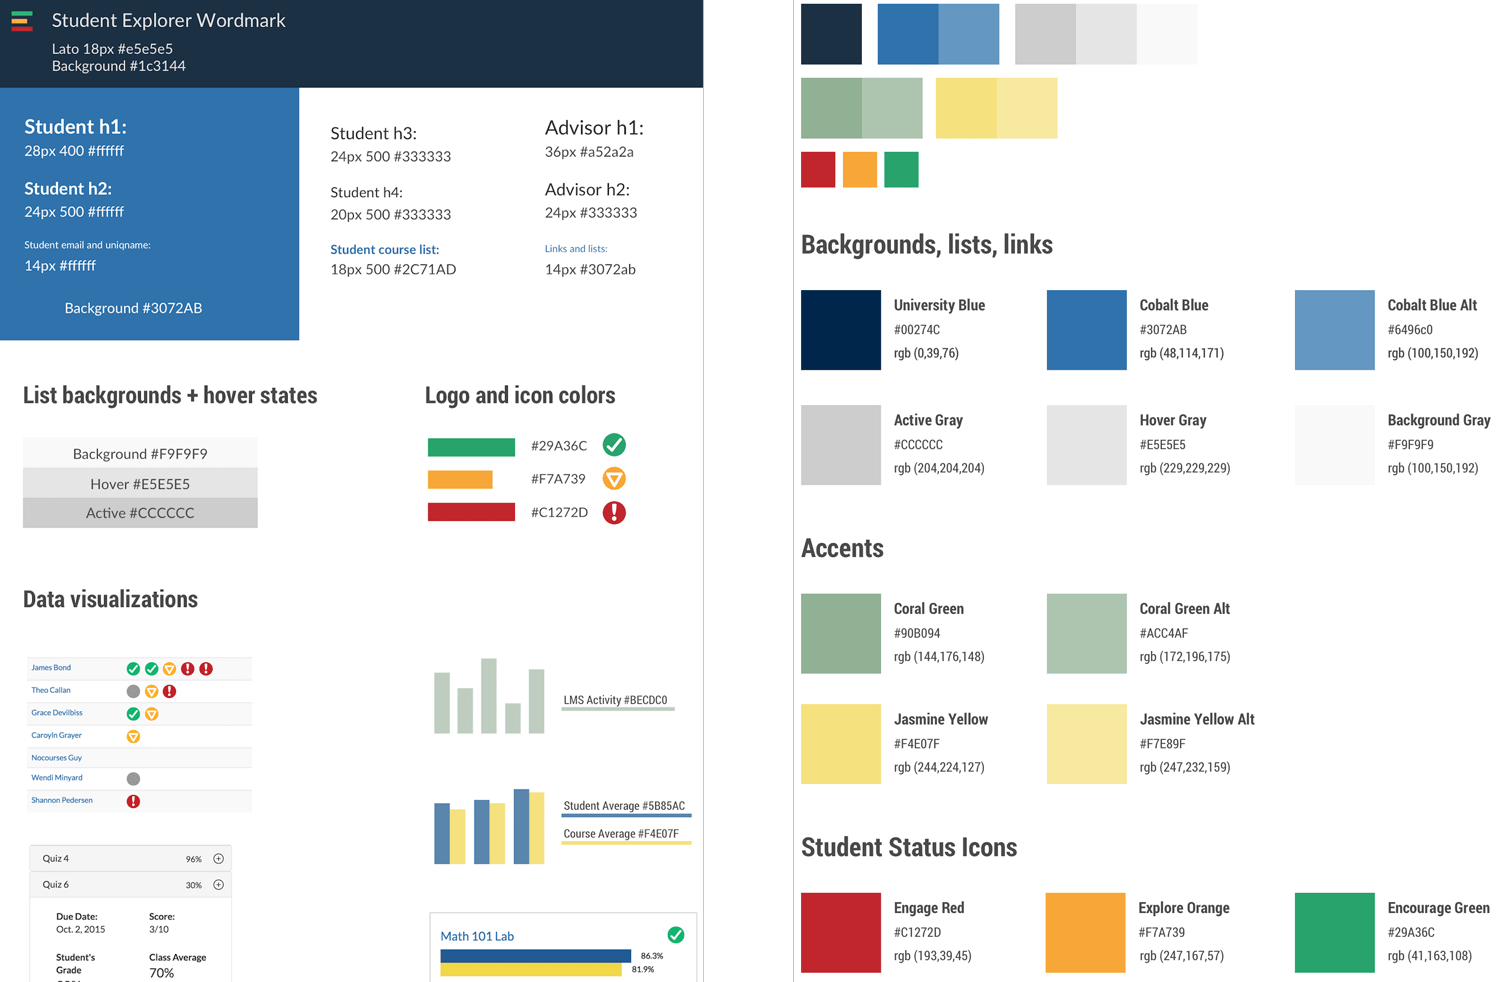 Student Explorer Wordmark
Lato 18px #e5e5e5
Background #1c3144
Student h1:
28px 400 #ffffff
Student h2:
24px 500 #ffffff
Student email and uniqname:
14px #ffffff
Background #3072AB
Student h3:
24px 500 #333333
Student h4:
20px 500 #333333
Student course list:
18px 500 #2C71AD
Advisor h1:
36px #a52a2a
Advisor h2:
24px #333333
Links and lists:
14px #3072ab
List backgrounds + hover states
Background #F9F9F9
Hover #E5E5E5
Active #CCCCCC
Logo and icon colors
#29A36C
#F7A739
#C1272D
Data visualizations
James Bond
Theo Callan
Grace Devilbiss
Caroyln Grayer
Nocourses Guy
Wendi Minyard
Shannon Pedersen
Quiz 4 96%
Quiz 6 30%
Due Date: Score:
Oct. 2, 2015 3/10
Student's Class Average
Grade 70%
LMS Activity #BECDC0
Student Average #5B85AC
Course Average #F4E07F
Math 101 Lab
86.3%
81.9%
Backgrounds, lists, links
University Blue
#00274C
rgb (0,39,76)
Cobalt Blue
#3072AB
rgb (48,114,171)
Cobalt Blue Alt
#6496c0
rgb (100,150,192)
Active Gray
#CCCCCC
rgb (204,204,204)
Hover Gray
#E5E5E5
rgb (229,229,229)
Background Gray
#F9F9F9
rgb (100,150,192)
Accents
Coral Green
#90B094
rgb (144,176,148)
Coral Green Alt
#ACC4AF
rgb (172,196,175)
Jasmine Yellow
#F4E07F
rgb (244,224,127)
Jasmine Yellow Alt
#F7E89F
rgb (247,232,159)
Student Status Icons
Engage Red
#C1272D
rgb (193,39,45)
Explore Orange
#F7A739
rgb (247,167,57)
Encourage Green
#29A36C
rgb (41,163,108)